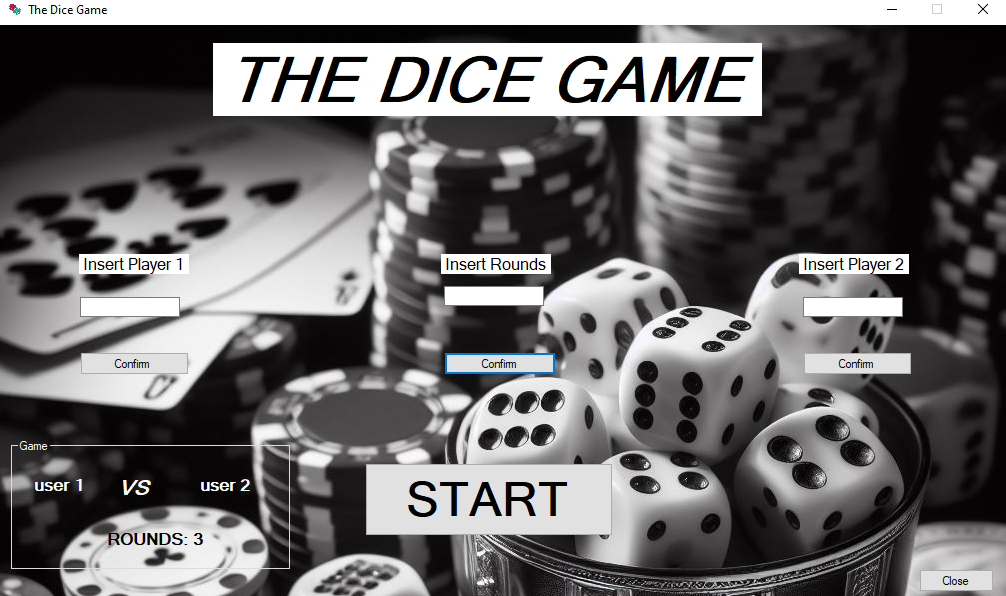 The Dice Game
THE DICE GAME
Insert Player 1
Insert Rounds
Insert Player 2
Confirm
Confirm
Confirm
Game
user 1
VS
user 2
ROUNDS: 3
START
Close